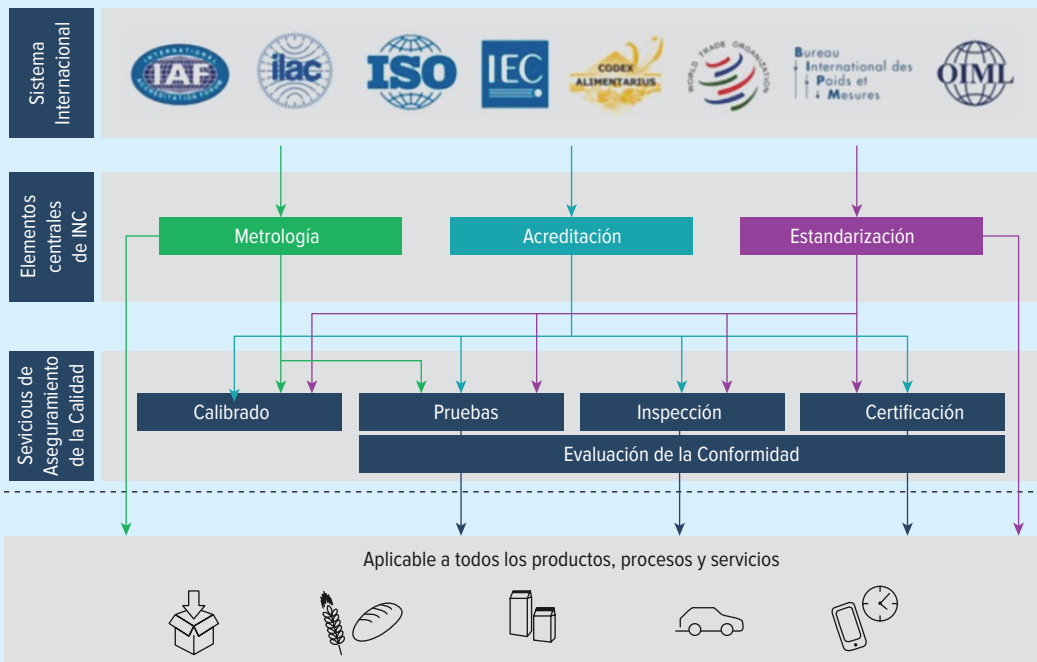 Sistema
Internacional
INTERNATIONAL
IAF
ACCREDITATION FORUM
ilac
ISO
IEC
CODEX
ALIMENTARIUS
WORLD TRADE ORGANIZATION
Bureau
International des
Poids et
Mesures
OIML
Elementos
centrales
de INC
Metrología
Acreditación
Estandarización
Sevicious de
Aseguramiento
de la Calidad
Calibrado
Pruebas
Inspección
Certificación
Evaluación de la Conformidad
Aplicable a todos los productos, procesos y servicios